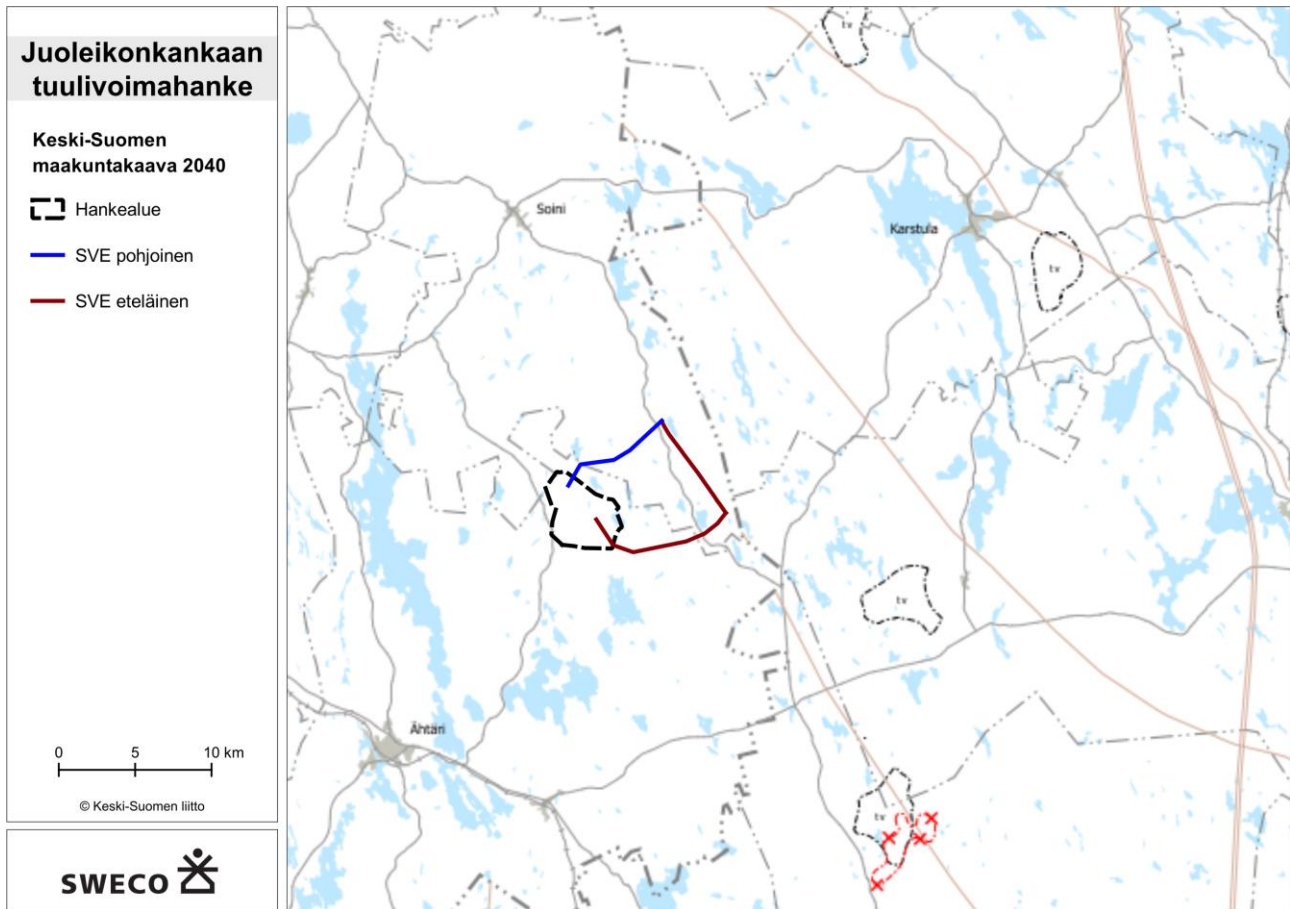 Juoleikonkankaan
tuulivoimahanke
Keski-Suomen
maakuntakaava 2040
Hankealue
SVE pohjoinen
SVE eteläinen
0 5 10 km
© Keski-Suomen liitto
SWECO
tv
Soini
Karstula
tv
tv
Ähtäri
tv